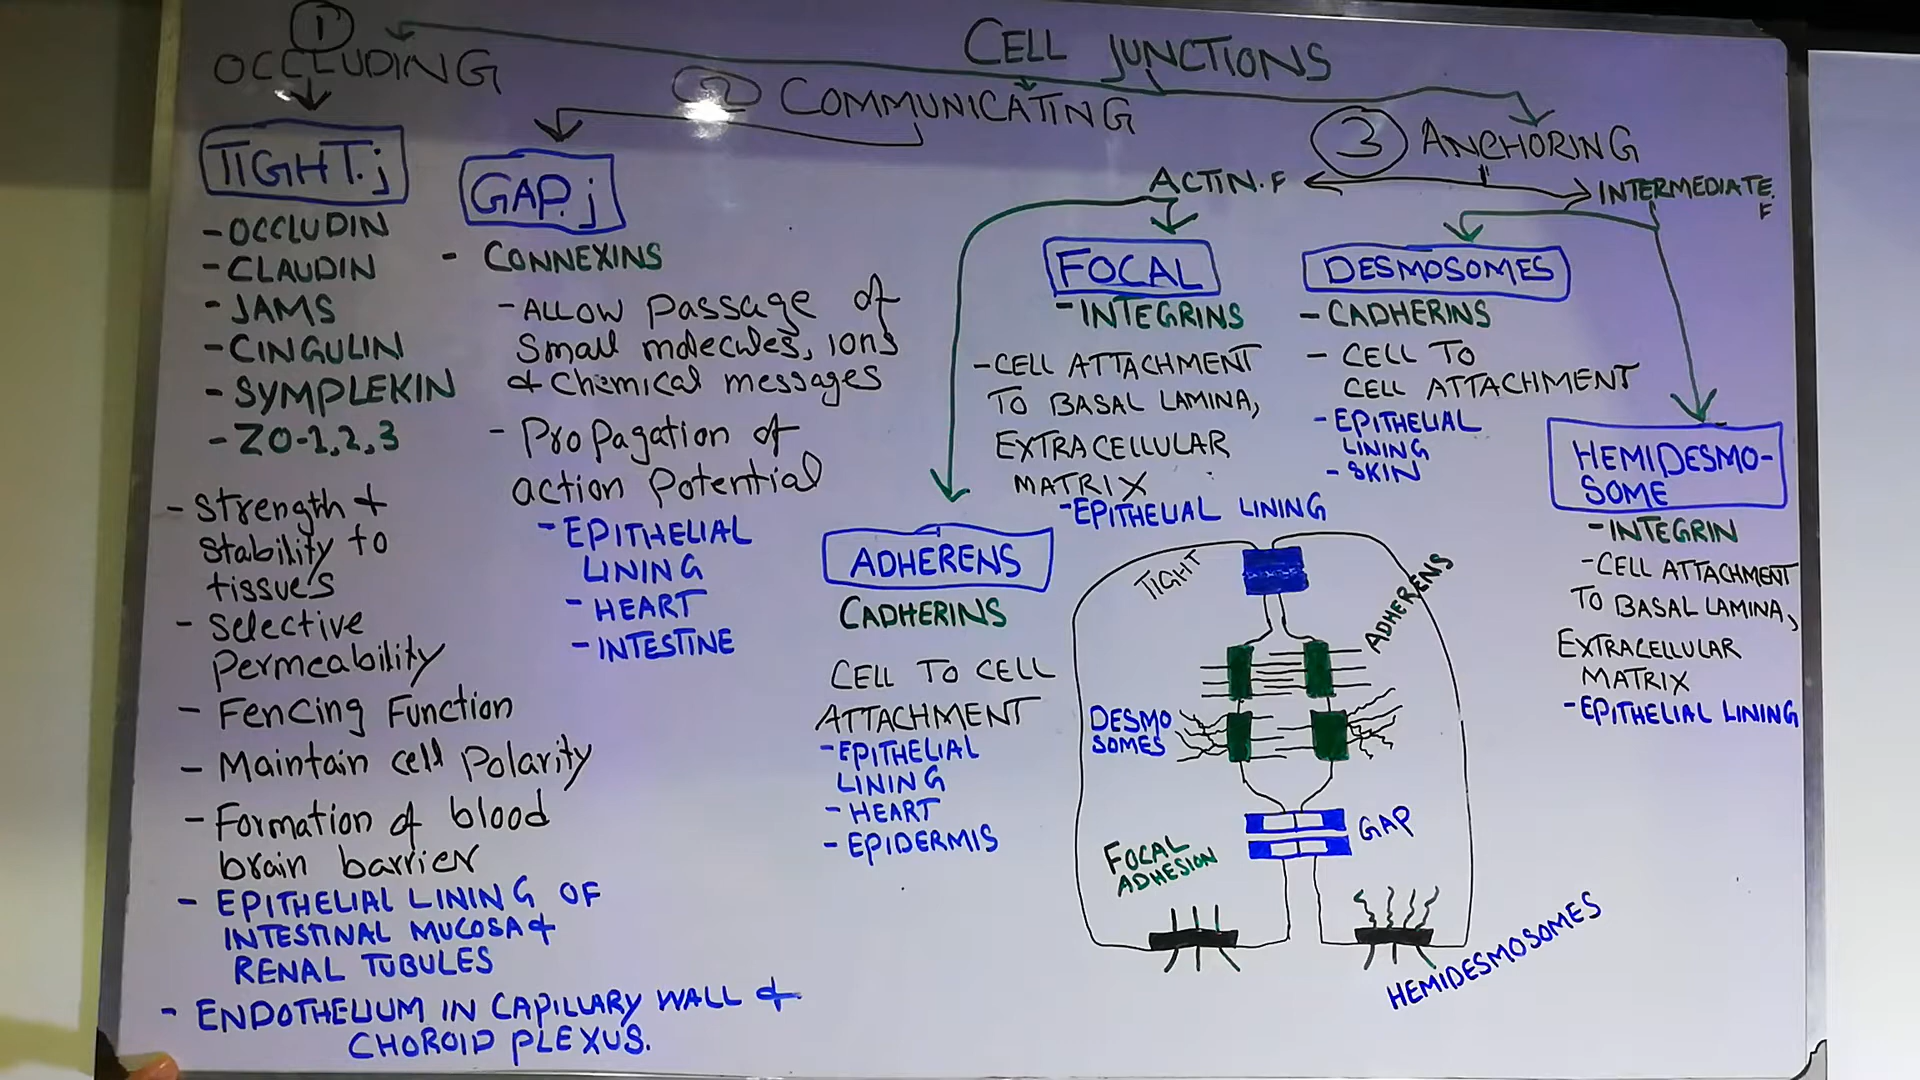 CELL JUNCTIONS
1
OCCLUDING
TIGHT.j
- OCCLUDIN
- CLAUDIN
- JAMS
- CINGULIN
- SYMPLEKIN
- ZO-1,2,3
- Strength &
stability to
tissues
- Selective
Permeability
- Fencing Function
- Maintain cell Polarity
- Formation of blood
brain barrier
- EPITHELIAL LINING OF
INTESTINAL MUCOSA &
RENAL TUBULES
- ENDOTHELIUM IN CAPILLARY WALL &
CHOROID PLEXUS.
2 COMMUNICATING
GAP.j
- CONNEXINS
- ALLOW Passage of
Small molecules, ions
& Chemical messages
- Propagation of
action Potential
- EPITHELIAL
LINING
- HEART
- INTESTINE
3 ANCHORING
ACTIN.F
INTERMEDIATE.
F
ADHERENS
CADHERINS
CELL TO CELL
ATTACHMENT
- EPITHELIAL
LINING
- HEART
- EPIDERMIS
FOCAL
- INTEGRINS
- CELL ATTACHMENT
TO BASAL LAMINA,
EXTRACELLULAR
MATRIX
- EPITHELIAL LINING
DESMOSOMES
- CADHERINS
- CELL TO
CELL ATTACHMENT
- EPITHELIAL
LINING
- SKIN
HEMIDESMO-
SOME
- INTEGRIN
- CELL ATTACHMENT
TO BASAL LAMINA,
EXTRACELLULAR
MATRIX
- EPITHELIAL LINING
TIGHT
ADHERENS
DESMO
SOMES
GAP
FOCAL
ADHESION
HEMIDESMOSOMES